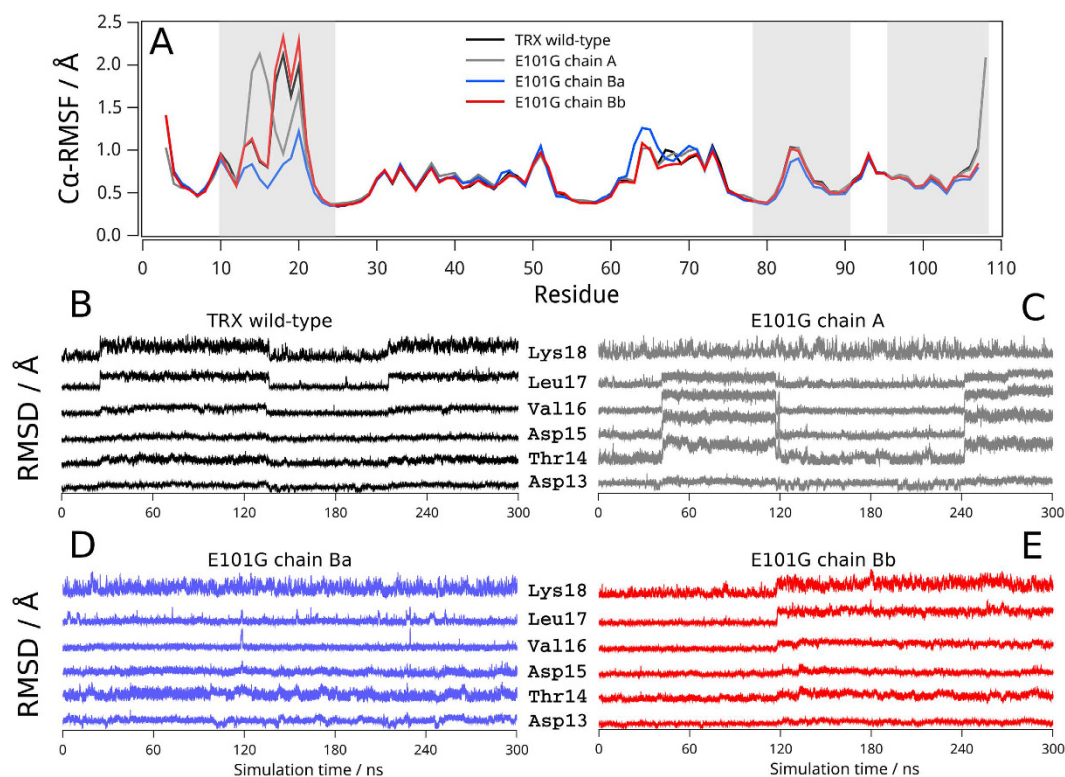 A
Cα-RMSF / Å
2.5
2.0
1.5
1.0
0.5
0.0
TRX wild-type
E101G chain A
E101G chain Ba
E101G chain Bb
0 10 20 30 40 50 60 70 80 90 100 110
Residue
B
TRX wild-type
RMSD / Å
0 60 120 180 240 300
Lys18
Leu17
Val16
Asp15
Thr14
Asp13
C
E101G chain A
0 60 120 180 240 300
D
E101G chain Ba
RMSD / Å
0 60 120 180 240 300
Simulation time / ns
Lys18
Leu17
Val16
Asp15
Thr14
Asp13
E
E101G chain Bb
0 60 120 180 240 300
Simulation time / ns